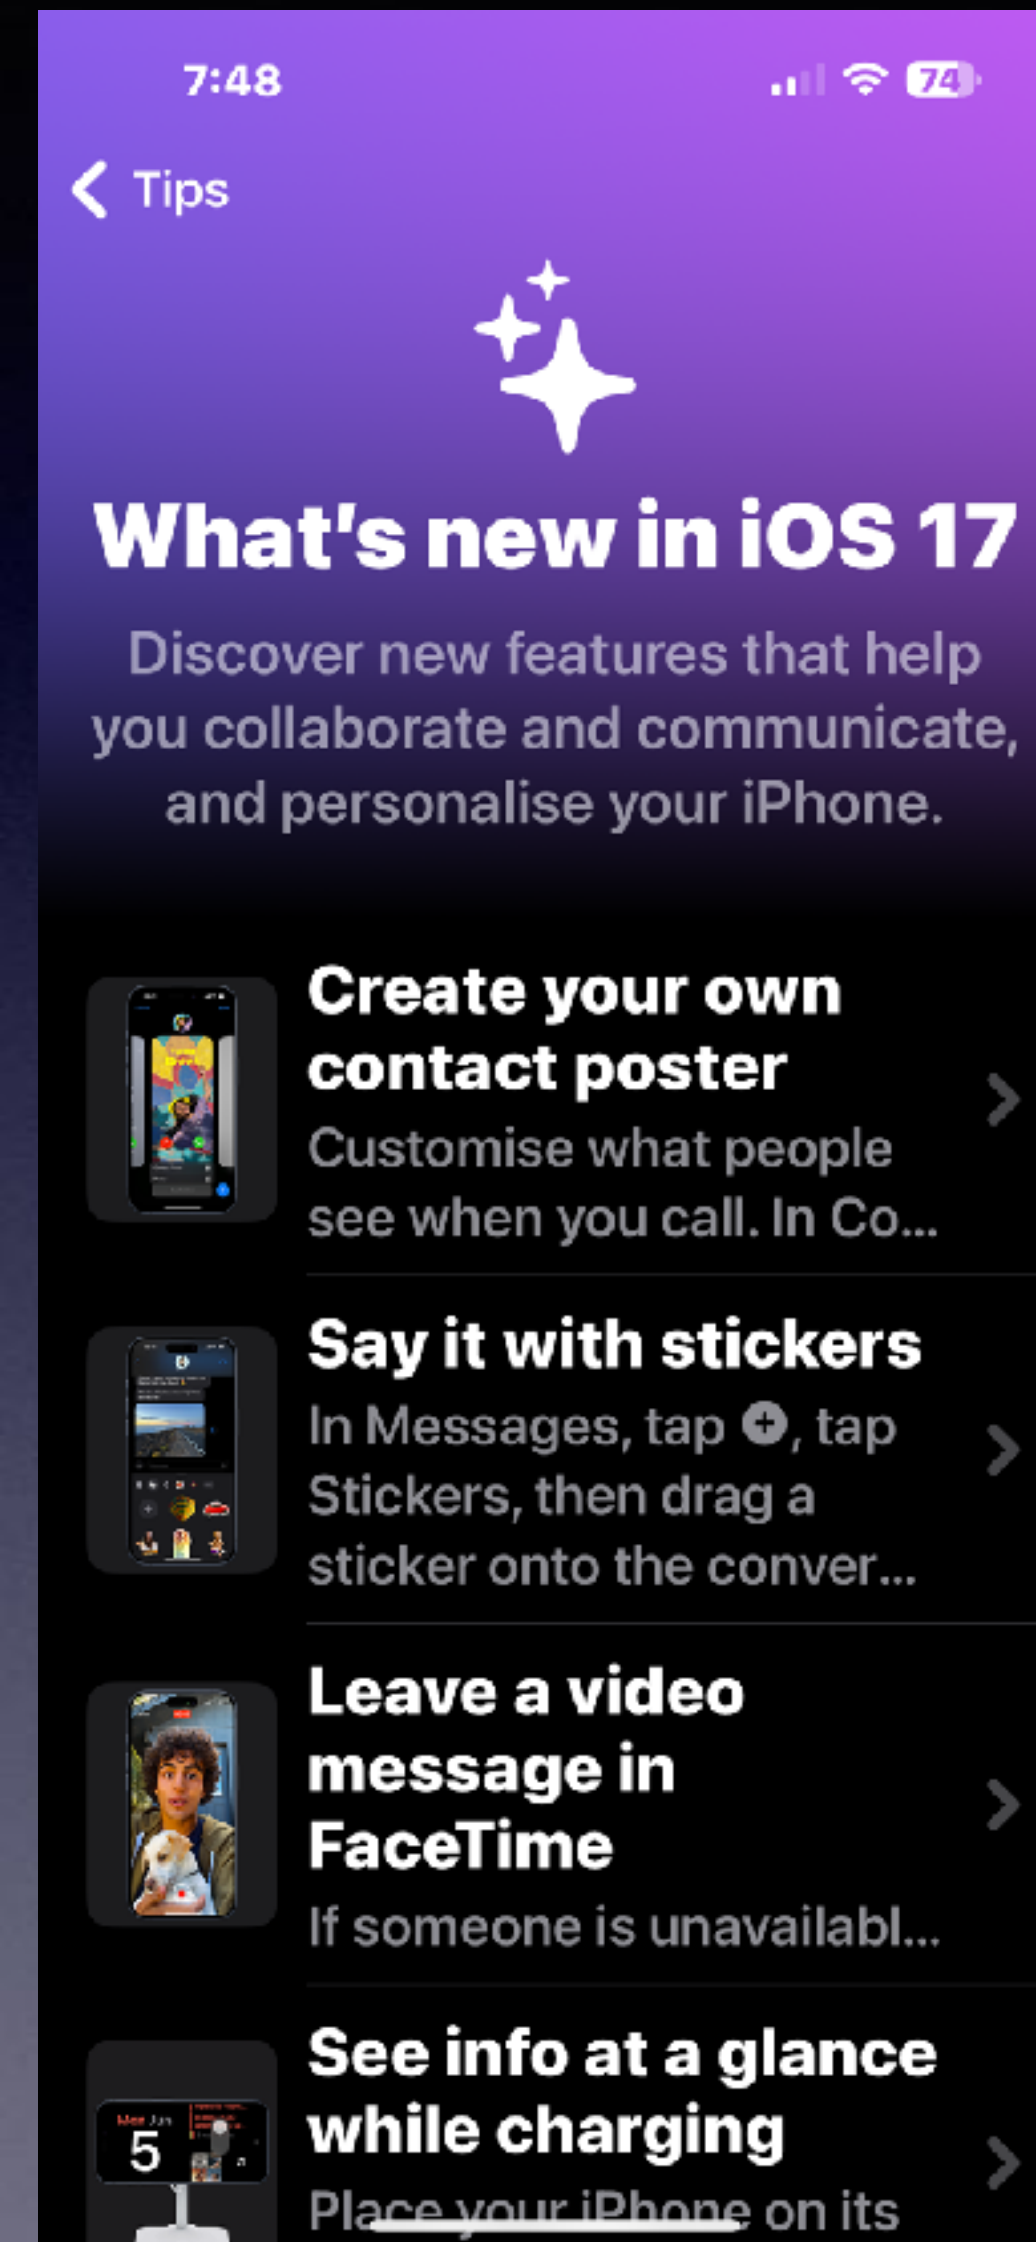 7:48
74
Tips
What's new in iOS 17
Discover new features that help
you collaborate and communicate,
and personalise your iPhone.
Create your own
contact poster
Customise what people
see when you call. In Co...
Say it with stickers
In Messages, tap +, tap
Stickers, then drag a
sticker onto the conver...
Leave a video
message in
FaceTime
If someone is unavailabl...
See info at a glance
while charging
Mon Jun
5
Place your iPhone on its